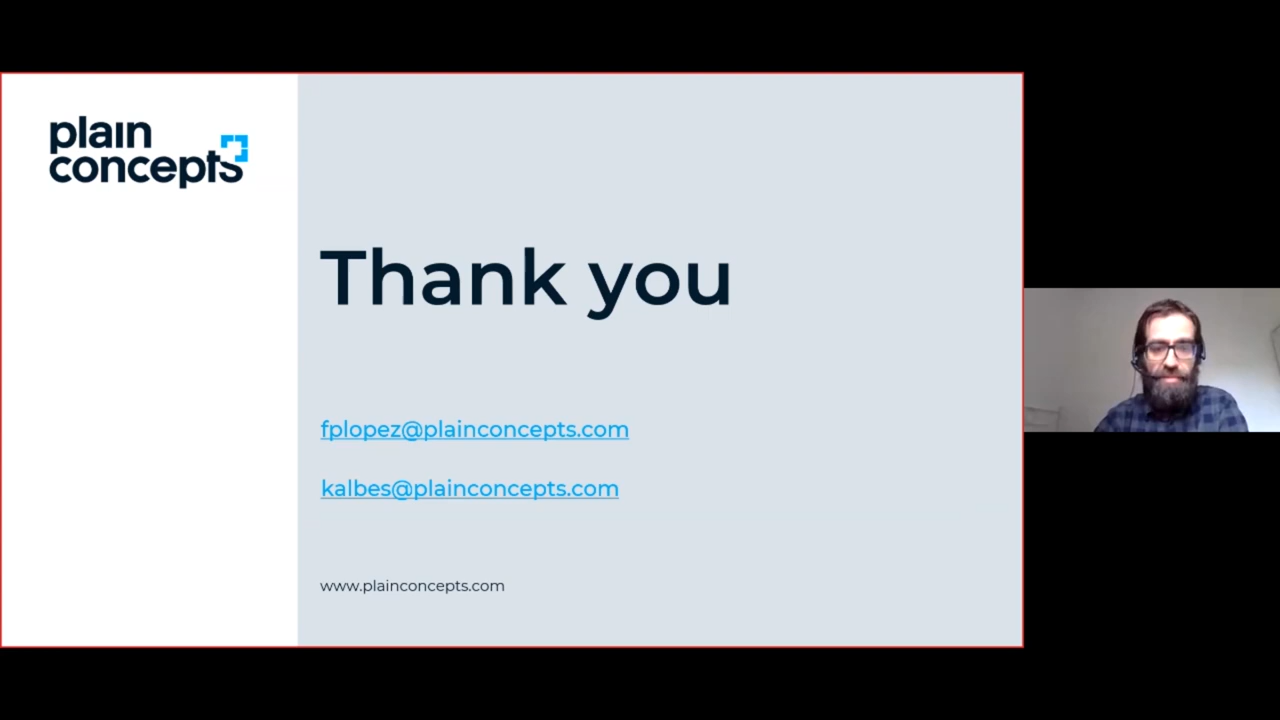 plain
concepts
Thank you
fplopez@plainconcepts.com
kalbes@plainconcepts.com
www.plainconcepts.com